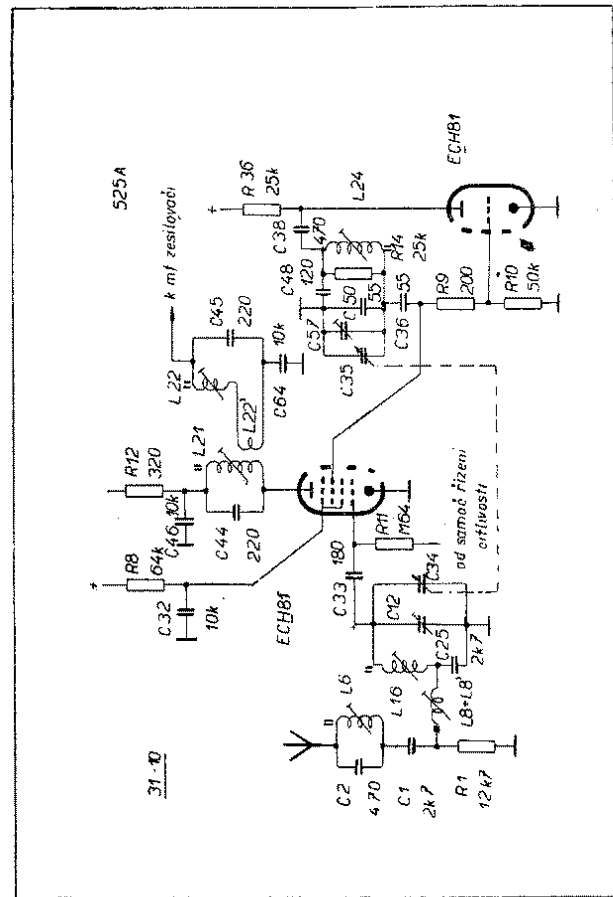 31-10
525A
C2
470
C1
2k7
R1
12k7
L6
L8+L8'
L16
C25
2k7
C12
C34
C33
180
R11
M64
od samoč řízení
citlivosti
ECH81
C32
10k
R8
64k
+
C46
10k
R12
320
C44
220
L21
L22'
L22
C45
220
k mf zesilovači
C64
10k
C35
C57
C50
55
C36
55
C48
120
C38
470
R14
25k
R36
25k
+
L24
R9
200
R10
50k
ECH81